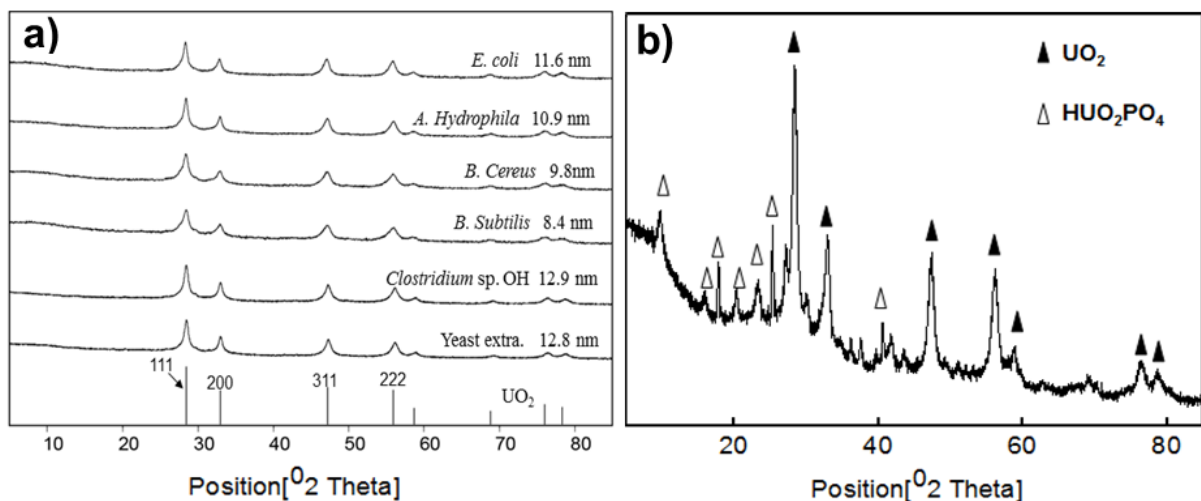 a)
E. coli 11.6 nm
A. Hydrophila 10.9 nm
B. Cereus 9.8nm
B. Subtilis 8.4 nm
Clostridium sp. OH 12.9 nm
Yeast extra. 12.8 nm
111
200
311
222
UO₂
10 20 30 40 50 60 70 80
Position[⁰2 Theta]
b)
UO₂
HUO₂PO₄
20 40 60 80
Position[⁰2 Theta]